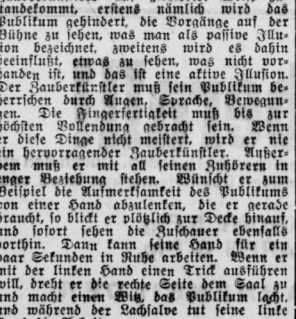 standekommt, erstens nämlich wird das
Publikum gehindert, die Vorgänge auf der
Bühne zu sehen, was man als passive Illu-
sion bezeichnet, zweitens wird es dahin
beeinflußt, etwas zu sehen, was nicht vor-
handen ist, und das ist eine aktive Illusion.
Der Zauberkünstler muß sein Publikum be-
herrschen durch Augen, Sprache, Bewegun-
gen. Die Fingerfertigkeit muß bis zur
höchsten Vollendung gebracht sein. Wenn
er diese Dinge nicht meistert, wird er nie
ein hervorragender Zauberkünstler. Außer-
dem muß er mit all seinen Zuhörern in
enger Beziehung stehen. Wünscht er zum
Beispiel die Aufmerksamkeit des Publikums
von einer Hand abzulenken, die er gerade
braucht, so blickt er plötzlich zur Decke hinauf,
und sofort sehen die Zuschauer ebenfalls
dorthin. Dann kann seine Hand für ein
paar Sekunden in Ruhe arbeiten. Wenn er
mit der linken Hand einen Trick ausführen
will, dreht er die rechte Seite dem Saal zu
und macht einen Witz, das Publikum lacht,
und während der Lachsalve tut seine linke